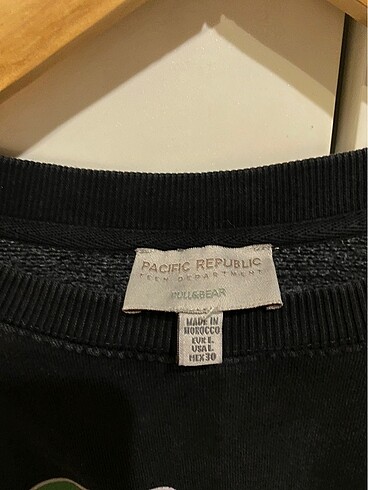 PACIFIC REPUBLIC
TEEN DEPARTMENT
PULL&BEAR
MADE IN
MOROCCO
EUR L
USA L
MEX 30